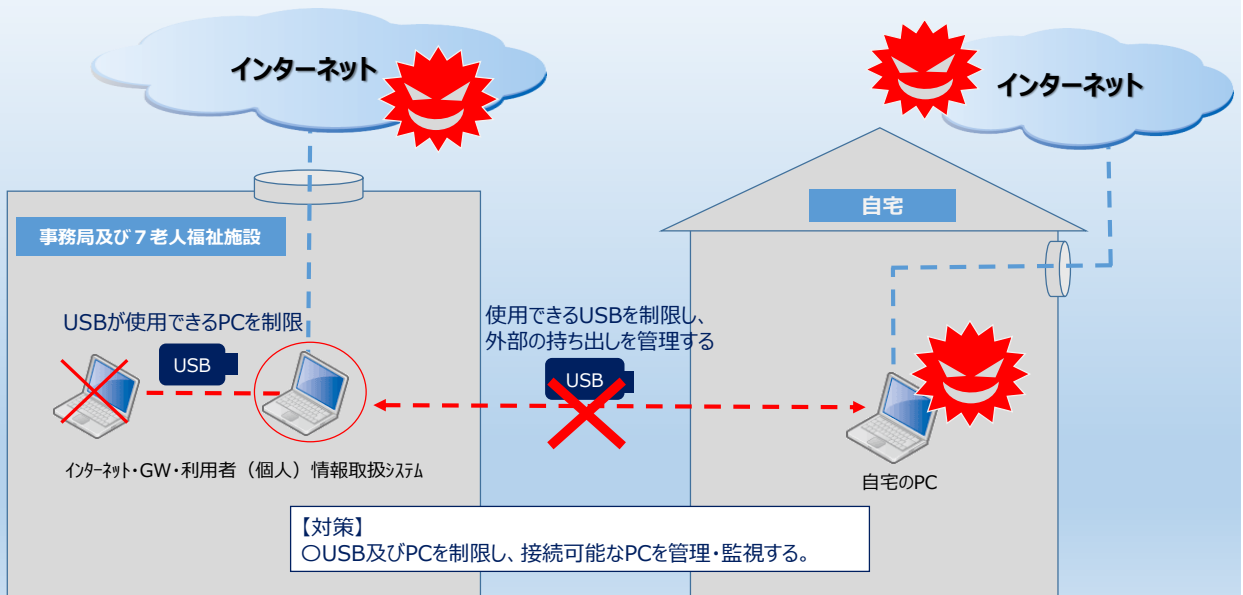 インターネット
インターネット
自宅
事務局及び７老人福祉施設
USBが使用できるPCを制限
USB
使用できるUSBを制限し、
外部の持ち出しを管理する
USB
インターネット・GW・利用者（個人）情報取扱システム
自宅のPC
【対策】
〇USB及びPCを制限し、接続可能なPCを管理・監視する。